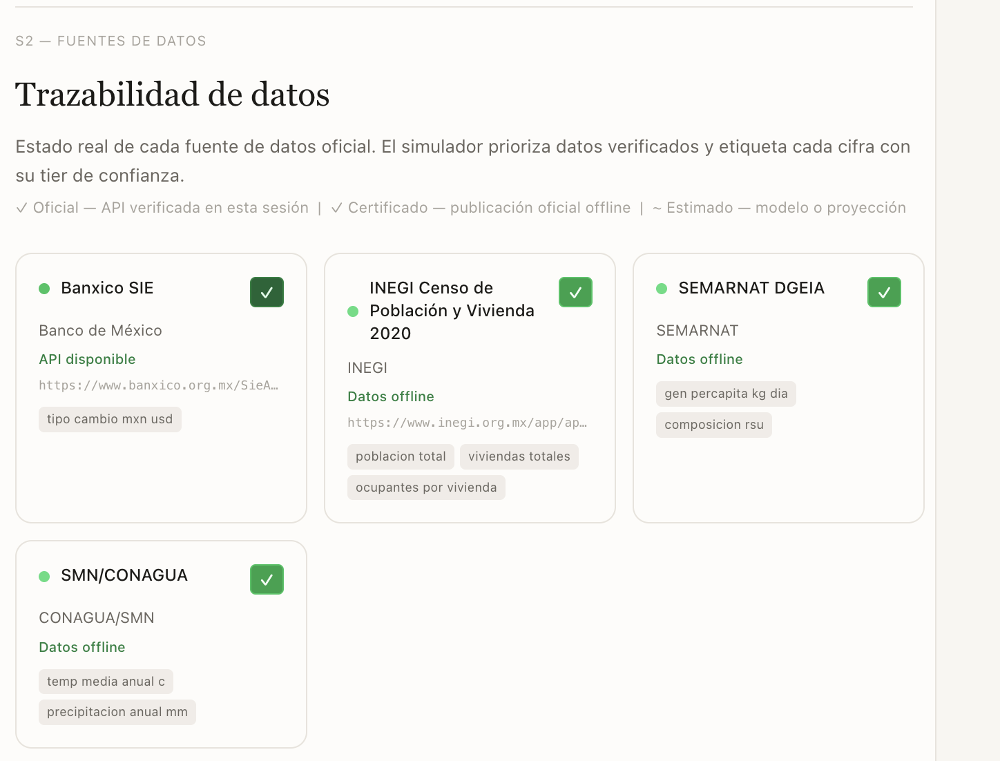 S2 — FUENTES DE DATOS
Trazabilidad de datos
Estado real de cada fuente de datos oficial. El simulador prioriza datos verificados y etiqueta cada cifra con
su tier de confianza.
✓ Oficial — API verificada en esta sesión | ✓ Certificado — publicación oficial offline | ~ Estimado — modelo o proyección
Banxico SIE ✓
Banco de México
API disponible
https://www.banxico.org.mx/SieA…
tipo cambio mxn usd
INEGI Censo de ✓
Población y Vivienda
2020
INEGI
Datos offline
https://www.inegi.org.mx/app/ap…
poblacion total viviendas totales
ocupantes por vivienda
SEMARNAT DGEIA ✓
SEMARNAT
Datos offline
gen percapita kg dia
composicion rsu
SMN/CONAGUA ✓
CONAGUA/SMN
Datos offline
temp media anual c
precipitacion anual mm